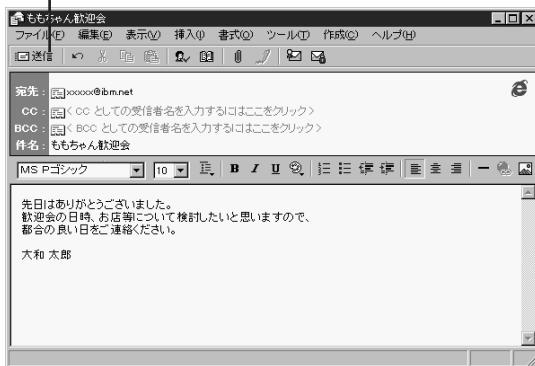 ももちゃん歓迎会
ファイル(F) 編集(E) 表示(V) 挿入(I) 書式(O) ツール(T) 作成(C) ヘルプ(H)
送信
宛先: xxxxx@ibm.net
CC: < CC としての受信者名を入力するにはここをクリック>
BCC: < BCC としての受信者名を入力するにはここをクリック>
件名: ももちゃん歓迎会
MS Pゴシック 10 B I U
先日はありがとうございました。
歓迎会の日時、お店等について検討したいと思いますので、
都合の良い日をご連絡ください。
大和 太郎